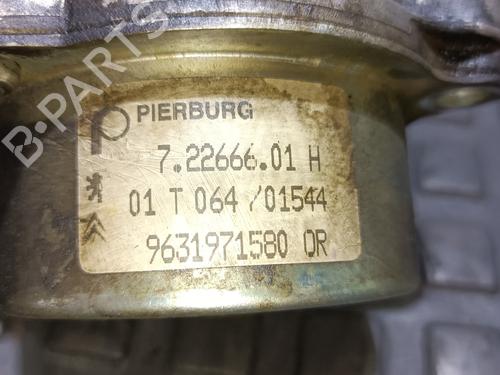 PIERBURG
7.22666.01 H
01 T 064 /01544
9631971580 QR
B-PARTS